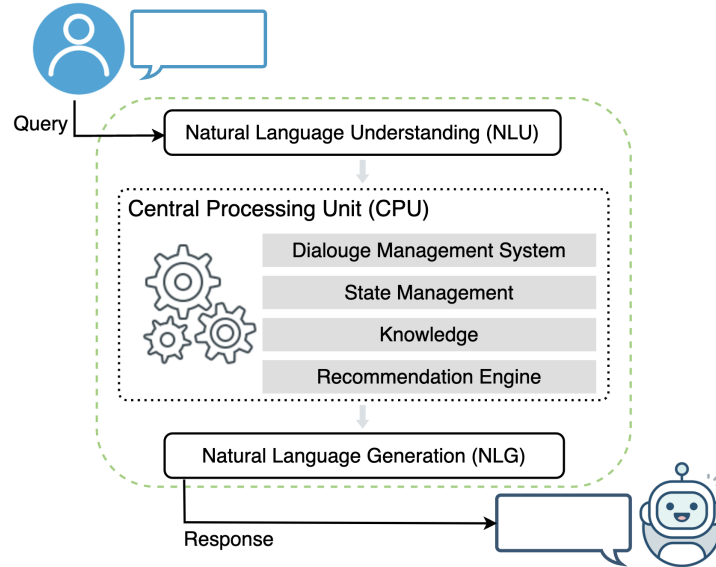 Query
Natural Language Understanding (NLU)
Central Processing Unit (CPU)
Dialouge Management System
State Management
Knowledge
Recommendation Engine
Natural Language Generation (NLG)
Response